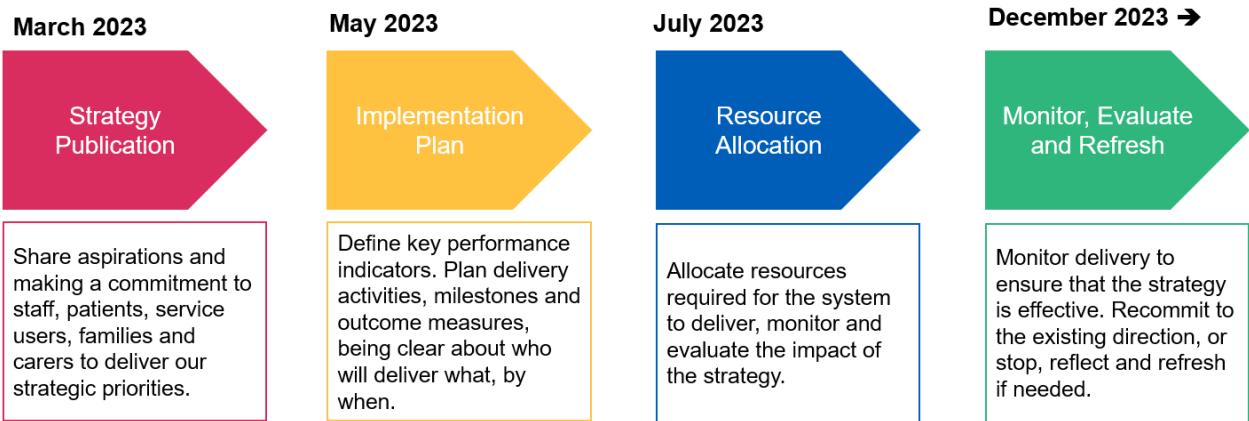 March 2023
Strategy
Publication
Share aspirations and
making a commitment to
staff, patients, service
users, families and
carers to deliver our
strategic priorities.
May 2023
Implementation
Plan
Define key performance
indicators. Plan delivery
activities, milestones and
outcome measures,
being clear about who
will deliver what, by
when.
July 2023
Resource
Allocation
Allocate resources
required for the system
to deliver, monitor and
evaluate the impact of
the strategy.
December 2023 ➔
Monitor, Evaluate
and Refresh
Monitor delivery to
ensure that the strategy
is effective. Recommit to
the existing direction, or
stop, reflect and refresh
if needed.